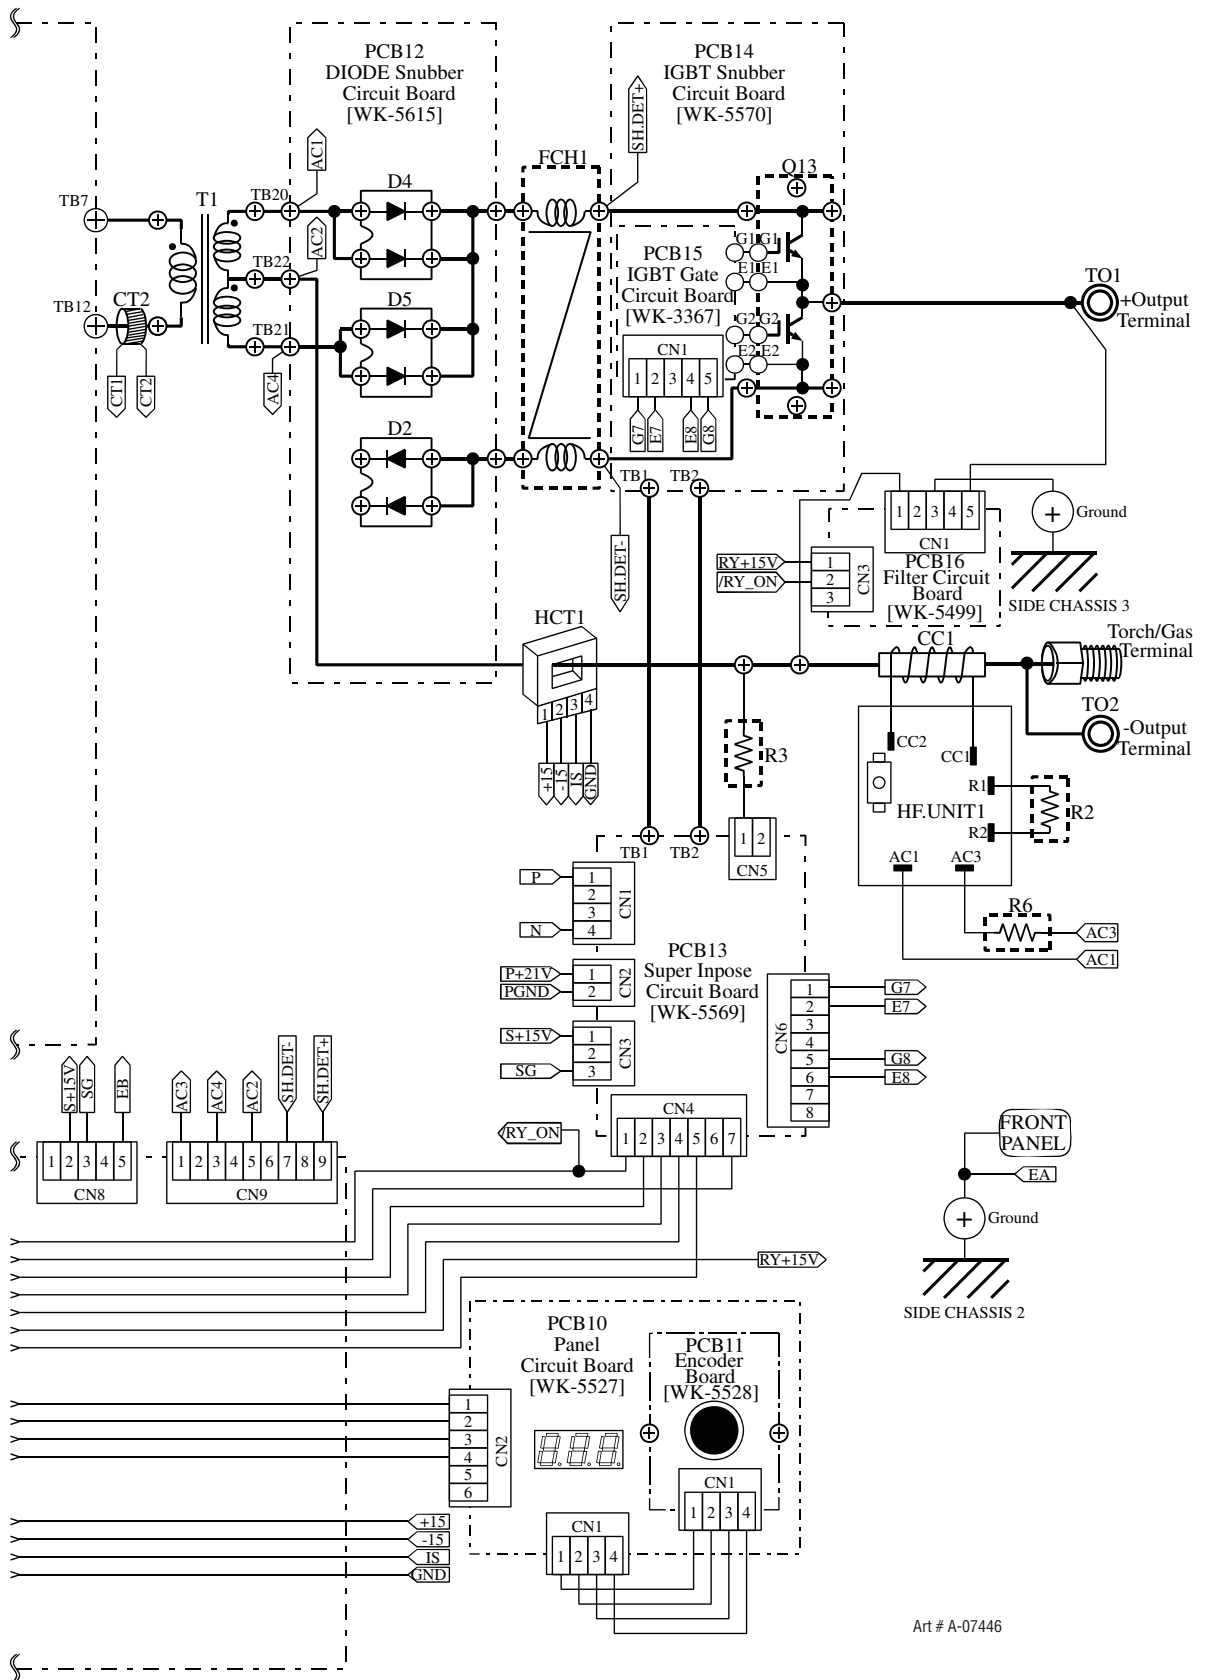 PCB12
DIODE Snubber
Circuit Board
[WK-5615]
PCB14
IGBT Snubber
Circuit Board
[WK-5570]
SH.DET+
AC1
FCH1
Q13
TB7
T1
TB20
D4
AC2
PCB15
IGBT Gate
Circuit Board
[WK-3367]
G1 G1
E1 E1
G2 G2
E2 E2
TB22
TO1
+Output
Terminal
TB12
CT2
TB21
D5
CT1
CT2
AC4
CN1
1 2 3 4 5
G7
E7
E8
G8
D2
TB1
TB2
SH.DET-
1 2 3 4 5
CN1
Ground
SIDE CHASSIS 3
RY+15V
/RY_ON
1
2
3
CN3
PCB16
Filter Circuit
Board
[WK-5499]
HCT1
1 2 3 4
+15
-15
IS
GND
CC1
Torch/Gas
Terminal
TO2
-Output
Terminal
R3
CC2
CC1
R1
HF.UNIT1
R2
R2
AC1
AC3
R6
AC3
AC1
TB1
TB2
1 2
CN5
P
N
1
2
3
4
CN1
PCB13
Super Inpose
Circuit Board
[WK-5569]
P+21V
PGND
1
2
CN2
S+15V
SG
1
2
3
CN3
CN6
1
2
3
4
5
6
7
8
G7
E7
G8
E8
CN4
1 2 3 4 5 6 7
/RY_ON
S+15V
SG
EB
AC3
AC4
AC2
SH.DET-
SH.DET+
1 2 3 4 5
CN8
1 2 3 4 5 6 7 8 9
CN9
FRONT
PANEL
EA
Ground
SIDE CHASSIS 2
RY+15V
PCB10
Panel
Circuit Board
[WK-5527]
PCB11
Encoder
Board
[WK-5528]
1
2
3
4
5
6
CN2
8.8.8.
CN1
1 2 3 4
CN1
1 2 3 4
+15
-15
IS
GND
Art # A-07446